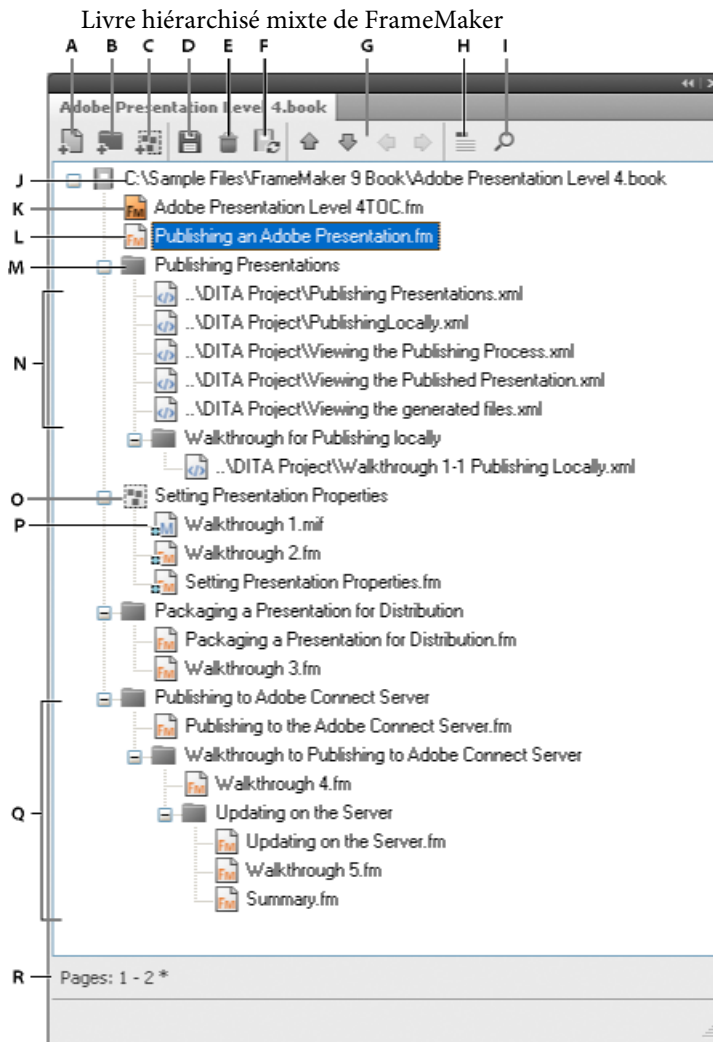 Livre hiérarchisé mixte de FrameMaker
A B C D E F G H I
Adobe Presentation Level 4.book
J C:\Sample Files\FrameMaker 9 Book\Adobe Presentation Level 4.book
K Adobe Presentation Level 4TOC.fm
L Publishing an Adobe Presentation.fm
M Publishing Presentations
..\DITA Project\Publishing Presentations.xml
..\DITA Project\PublishingLocally.xml
N ..\DITA Project\Viewing the Publishing Process.xml
..\DITA Project\Viewing the Published Presentation.xml
..\DITA Project\Viewing the generated files.xml
Walkthrough for Publishing locally
..\DITA Project\Walkthrough 1-1 Publishing Locally.xml
O Setting Presentation Properties
P Walkthrough 1.mif
Walkthrough 2.fm
Setting Presentation Properties.fm
Packaging a Presentation for Distribution
Packaging a Presentation for Distribution.fm
Walkthrough 3.fm
Publishing to Adobe Connect Server
Publishing to the Adobe Connect Server.fm
Walkthrough to Publishing to Adobe Connect Server
Walkthrough 4.fm
Q Updating on the Server
Updating on the Server.fm
Walkthrough 5.fm
Summary.fm
R Pages: 1 - 2 *